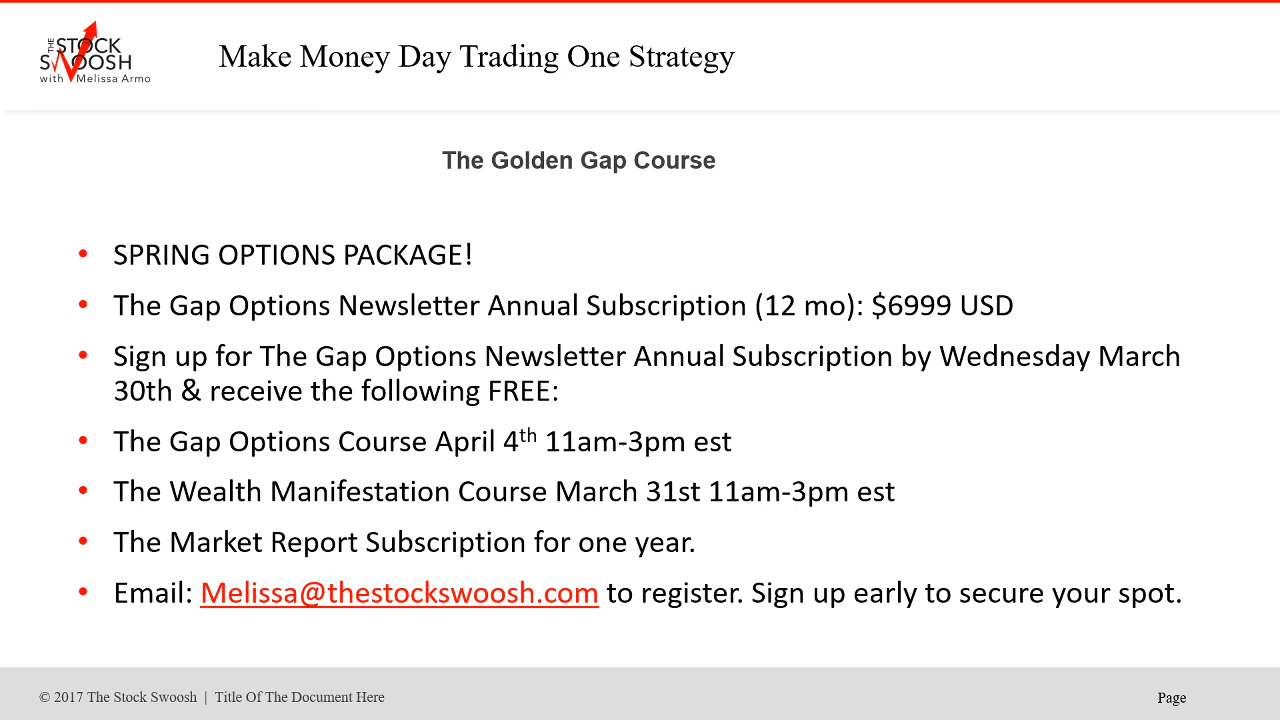 THE STOCK
SWOOSH
with Melissa Armo
Make Money Day Trading One Strategy
The Golden Gap Course
• SPRING OPTIONS PACKAGE!
• The Gap Options Newsletter Annual Subscription (12 mo): $6999 USD
• Sign up for The Gap Options Newsletter Annual Subscription by Wednesday March
30th & receive the following FREE:
• The Gap Options Course April 4th 11am-3pm est
• The Wealth Manifestation Course March 31st 11am-3pm est
• The Market Report Subscription for one year.
• Email: Melissa@thestockswoosh.com to register. Sign up early to secure your spot.
© 2017 The Stock Swoosh | Title Of The Document Here
Page